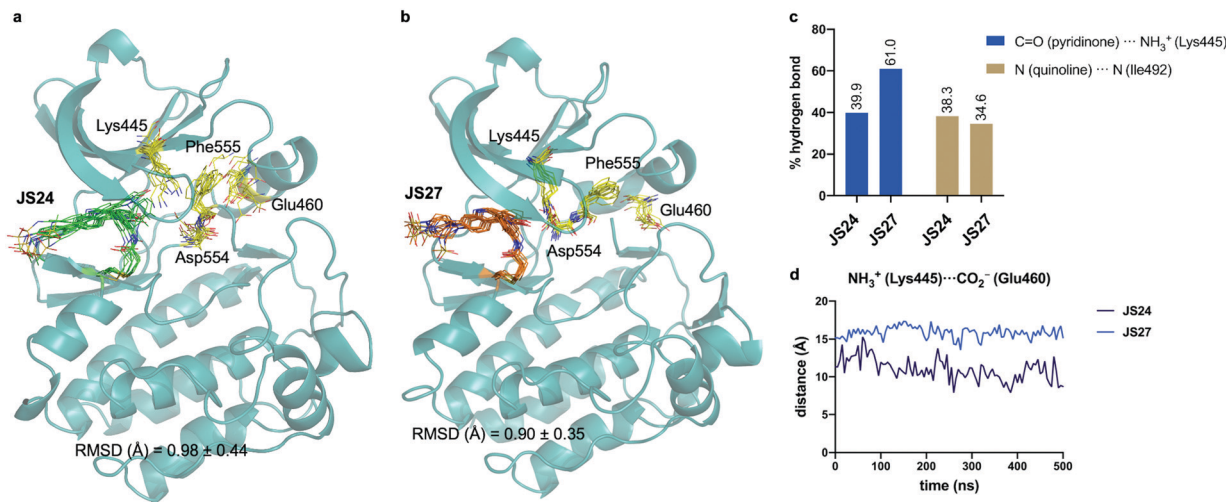 a
Lys445
Phe555
JS24
Glu460
Asp554
RMSD (Å) = 0.98 ± 0.44
b
Lys445
Phe555
JS27
Glu460
Asp554
RMSD (Å) = 0.90 ± 0.35
c
C=O (pyridinone) ··· NH₃⁺ (Lys445)
N (quinoline) ··· N (Ile492)
% hydrogen bond
80
60
40
20
0
39.9
61.0
38.3
34.6
JS24
JS27
JS24
JS27
d
NH₃⁺ (Lys445)···CO₂⁻ (Glu460)
JS24
JS27
distance (Å)
20
15
10
5
0
0
100
200
300
400
500
time (ns)